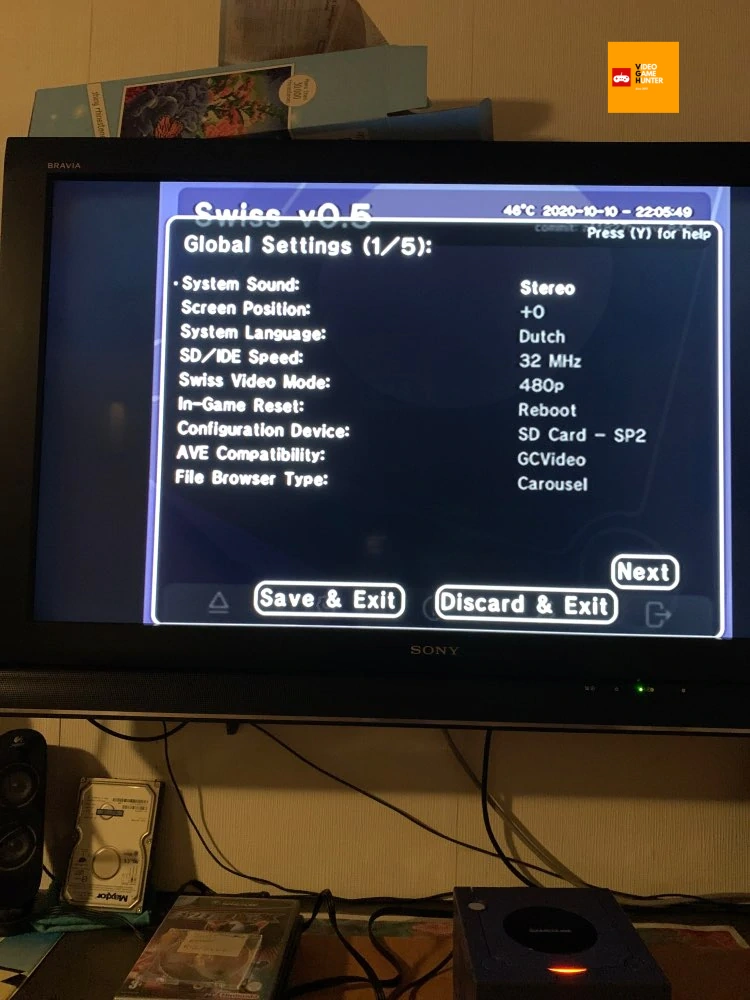 VIDEO
GAME
HUNTER
BRAVIA
Swiss v0.5
46°C 2020-10-10 - 22:05:49
Press (Y) for help
Global Settings (1/5):
System Sound: Stereo
Screen Position: +0
System Language: Dutch
SD/IDE Speed: 32 MHz
Swiss Video Mode: 480p
In-Game Reset: Reboot
Configuration Device: SD Card - SP2
AVE Compatibility: GCVideo
File Browser Type: Carousel
Next
Save & Exit
Discard & Exit
SONY
Maxtor